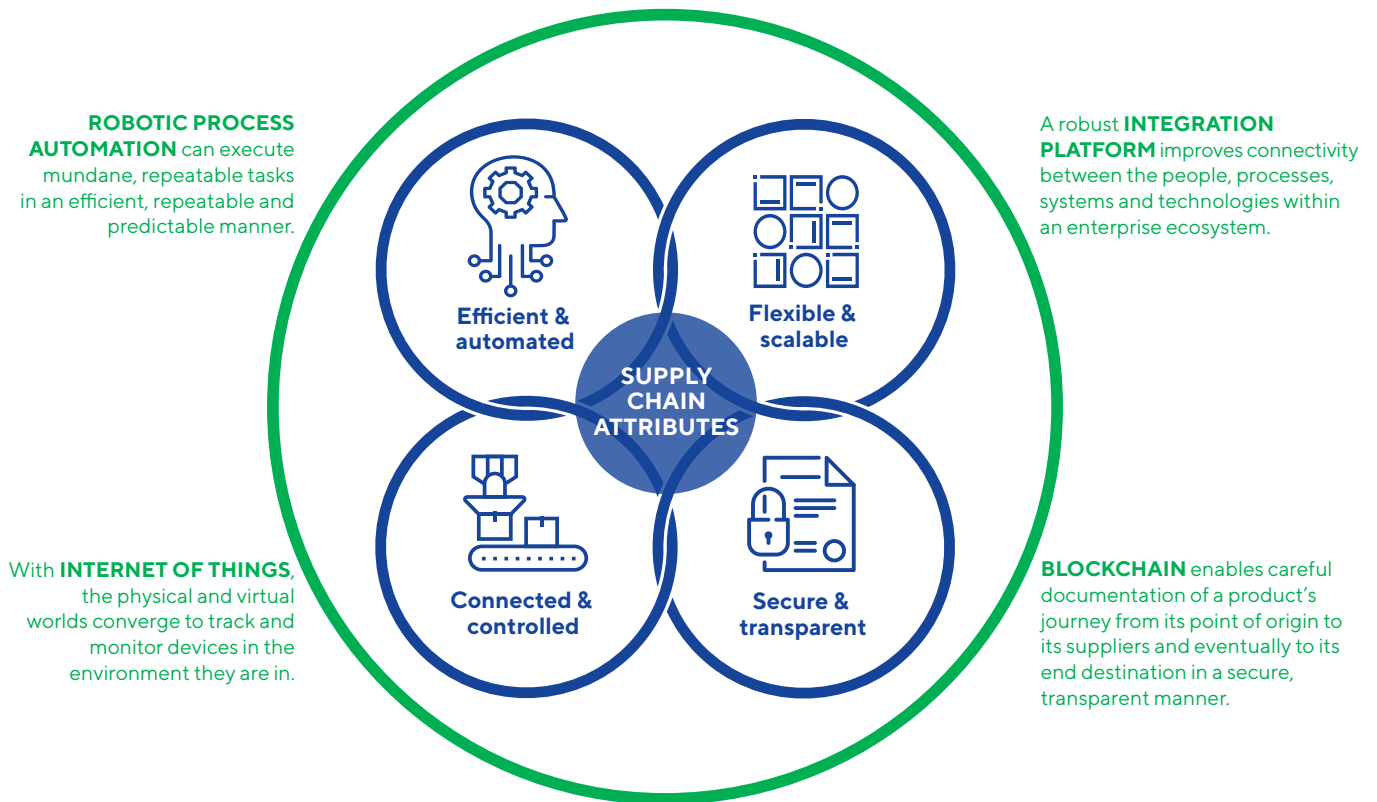 ROBOTIC PROCESS
AUTOMATION can execute
mundane, repeatable tasks
in an efficient, repeatable and
predictable manner.
A robust INTEGRATION
PLATFORM improves connectivity
between the people, processes,
systems and technologies within
an enterprise ecosystem.
Efficient &
automated
Flexible &
scalable
SUPPLY
CHAIN
ATTRIBUTES
Connected &
controlled
Secure &
transparent
With INTERNET OF THINGS,
the physical and virtual
worlds converge to track and
monitor devices in the
environment they are in.
BLOCKCHAIN enables careful
documentation of a product’s
journey from its point of origin to
its suppliers and eventually to its
end destination in a secure,
transparent manner.